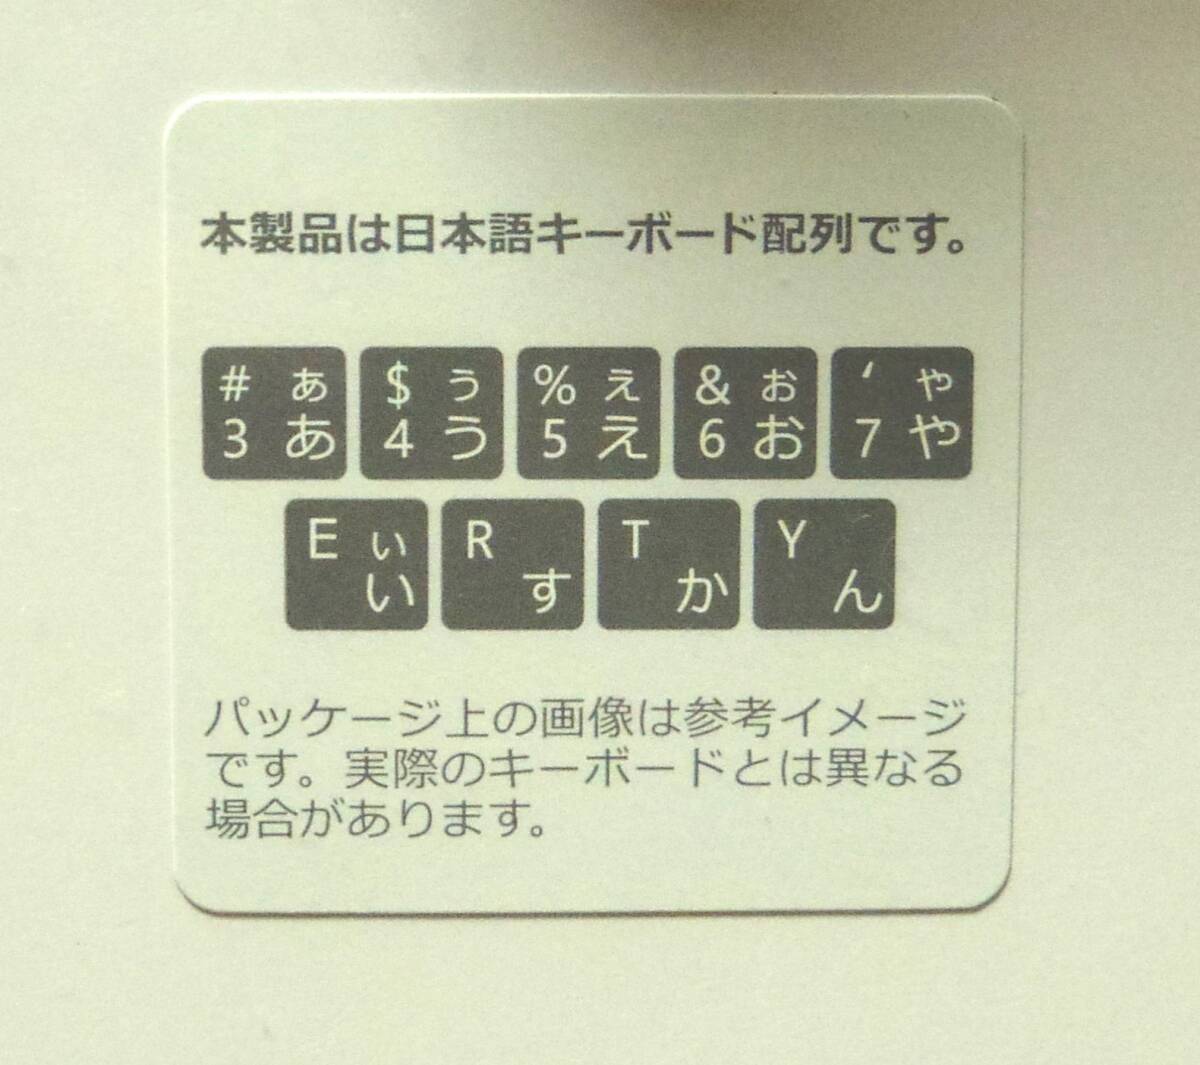 本製品は日本語キーボード配列です。
# ぁ $ ぅ % ぇ & ぉ ‘ ゃ
3 あ 4 う 5 え 6 お 7 や
E ぃ R T Y
い す か ん
パッケージ上の画像は参考イメージ
です。実際のキーボードとは異なる
場合があります。